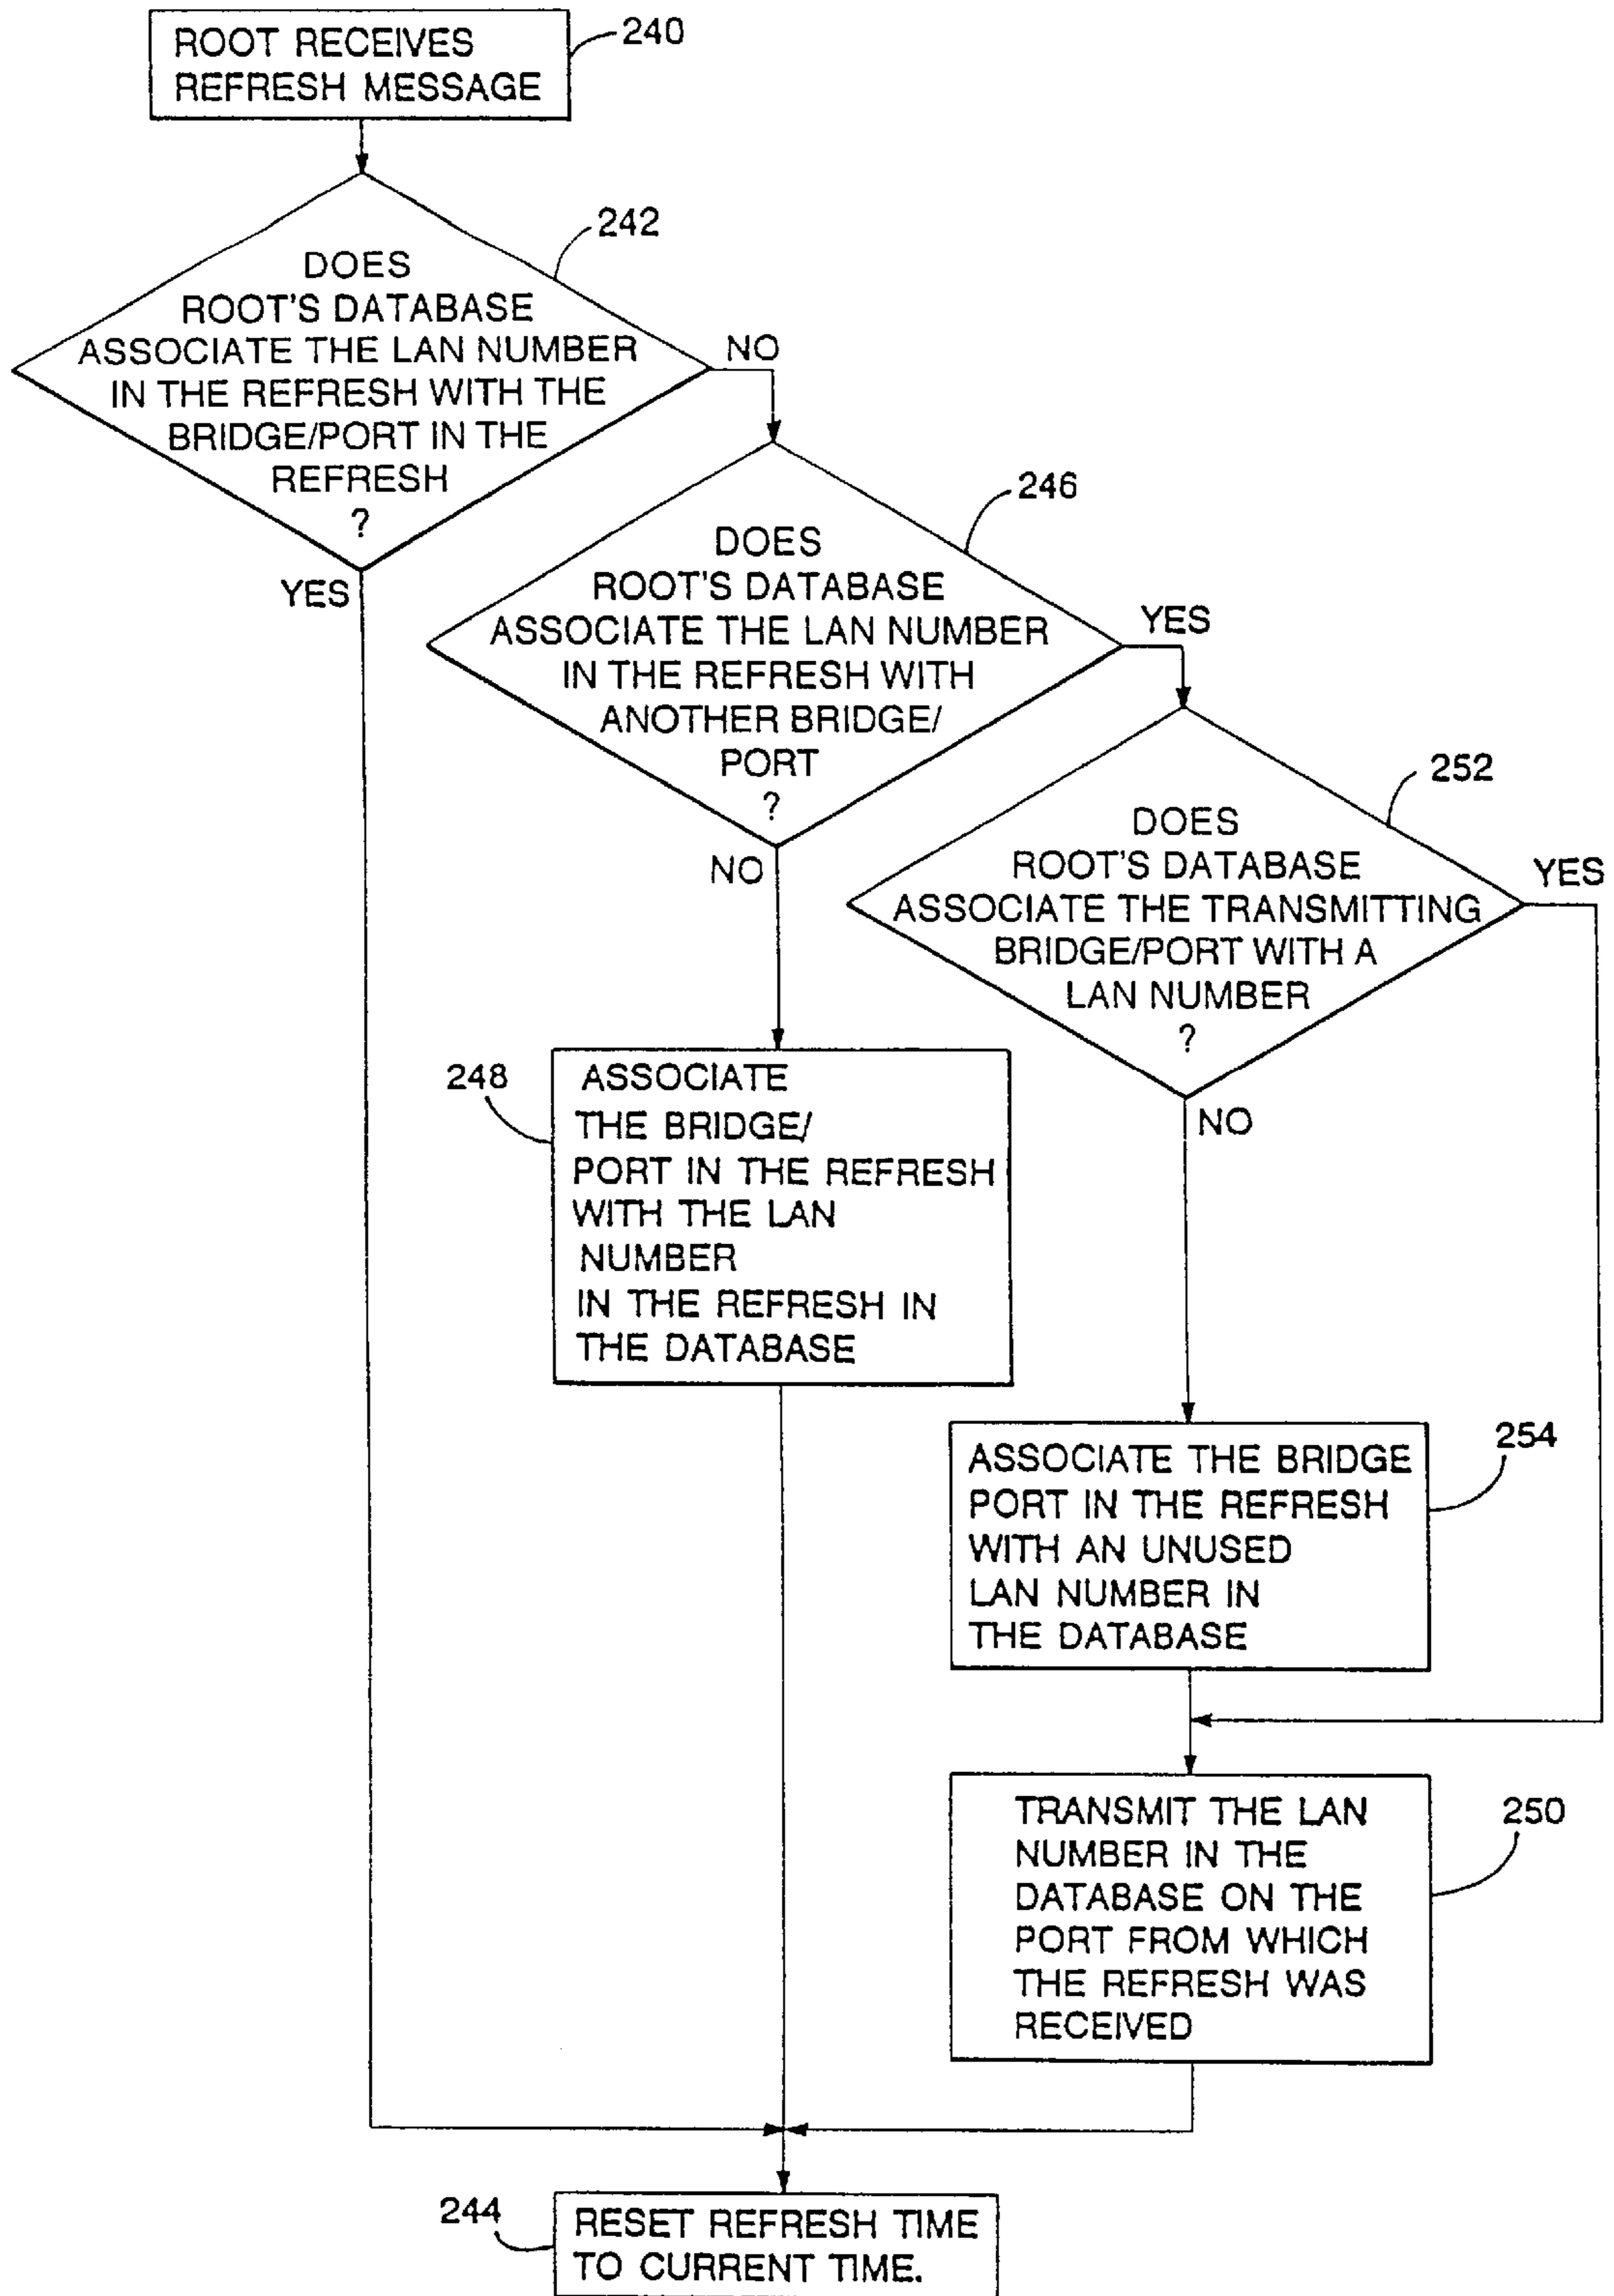 ROOT RECEIVES
REFRESH MESSAGE
240
242
DOES
ROOT'S DATABASE
ASSOCIATE THE LAN NUMBER
IN THE REFRESH WITH THE
BRIDGE/PORT IN THE
REFRESH
?
NO
YES
246
DOES
ROOT'S DATABASE
ASSOCIATE THE LAN NUMBER
IN THE REFRESH WITH
ANOTHER BRIDGE/
PORT
?
YES
NO
252
DOES
ROOT'S DATABASE
ASSOCIATE THE TRANSMITTING
BRIDGE/PORT WITH A
LAN NUMBER
?
YES
NO
248
ASSOCIATE
THE BRIDGE/
PORT IN THE REFRESH
WITH THE LAN
NUMBER
IN THE REFRESH IN
THE DATABASE
254
ASSOCIATE THE BRIDGE
PORT IN THE REFRESH
WITH AN UNUSED
LAN NUMBER IN
THE DATABASE
250
TRANSMIT THE LAN
NUMBER IN THE
DATABASE ON THE
PORT FROM WHICH
THE REFRESH WAS
RECEIVED
244
RESET REFRESH TIME
TO CURRENT TIME.